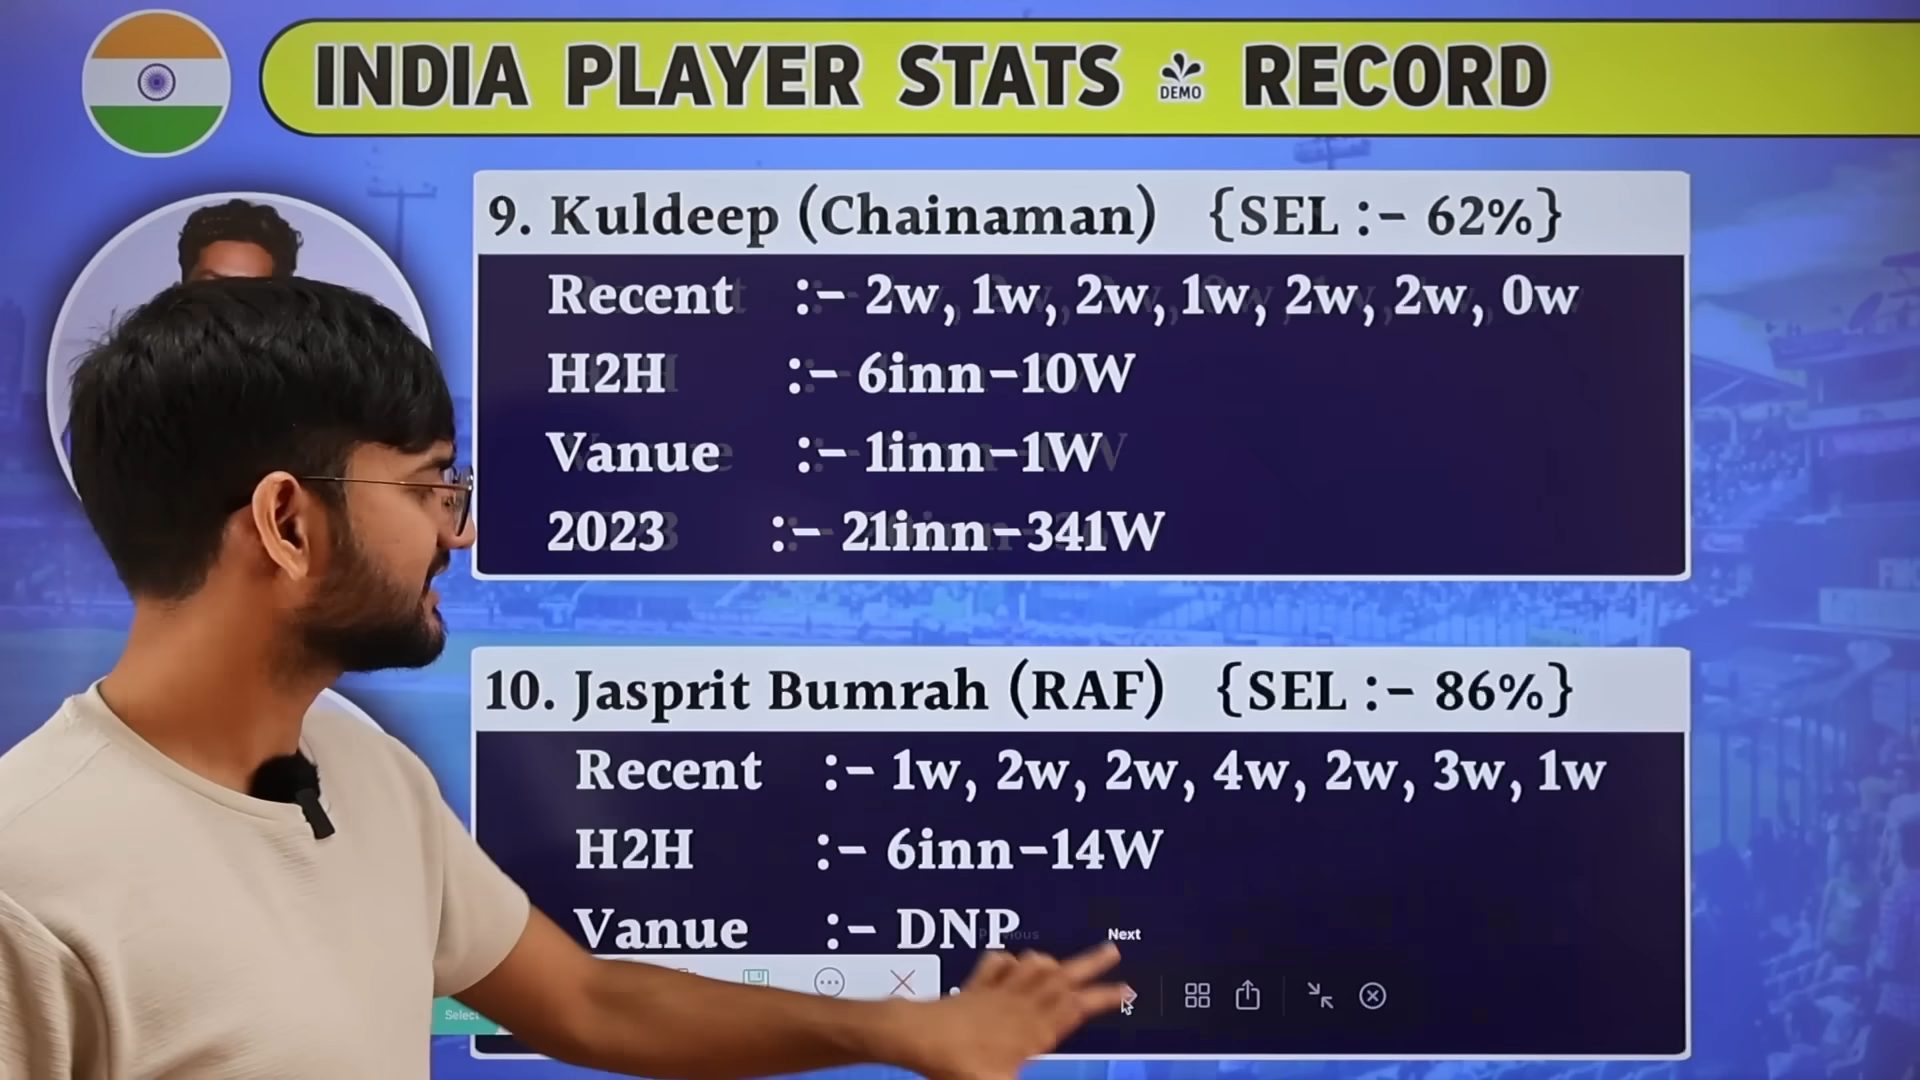 INDIA PLAYER STATS DEMO RECORD
9. Kuldeep (Chainaman) {SEL :- 62%}
Recent :- 2w, 1w, 2w, 1w, 2w, 2w, 0w
H2H :- 6inn-10W
Vanue :- 1inn-1W
2023 :- 21inn-341W
10. Jasprit Bumrah (RAF) {SEL :- 86%}
Recent :- 1w, 2w, 2w, 4w, 2w, 3w, 1w
H2H :- 6inn-14W
Vanue :- DNP
Next
Select